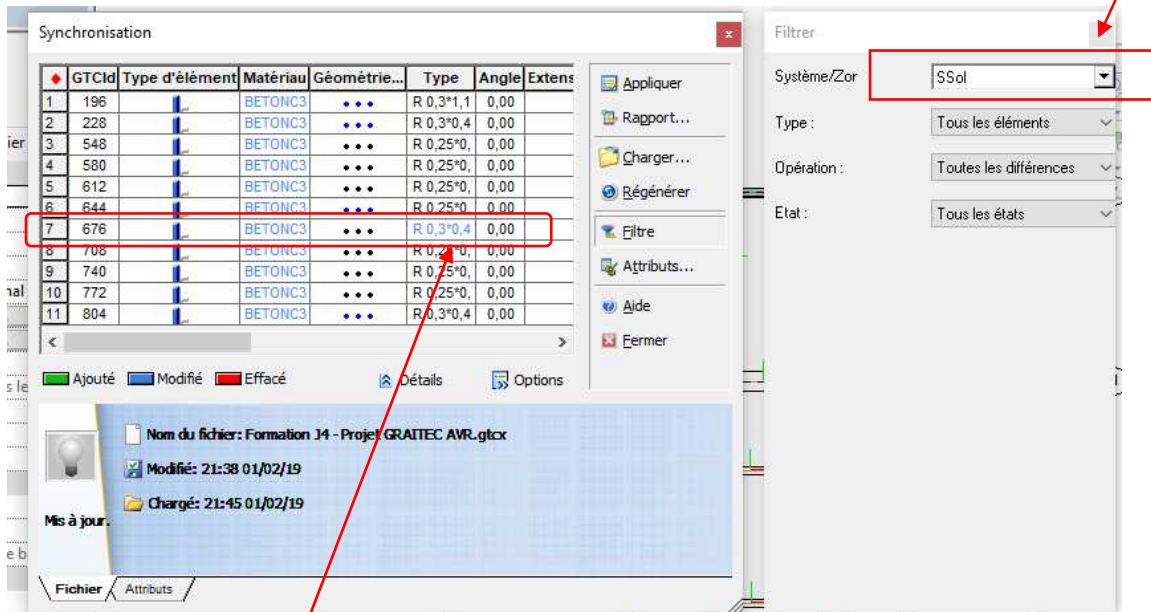 Synchronisation
x
GTCId Type d'élément Matériau Géométrie... Type Angle Extens
1 196 BETONC3 ... R 0,3*1,1 0,00
2 228 BETONC3 ... R 0,3*0,4 0,00
3 548 BETONC3 ... R 0,25*0, 0,00
4 580 BETONC3 ... R 0,25*0, 0,00
5 612 BETONC3 ... R 0,25*0, 0,00
6 644 BETONC3 ... R 0,25*0, 0,00
7 676 BETONC3 ... R 0,3*0,4 0,00
8 708 BETONC3 ... R 0,25*0, 0,00
9 740 BETONC3 ... R 0,25*0, 0,00
10 772 BETONC3 ... R 0,25*0, 0,00
11 804 BETONC3 ... R 0,3*0,4 0,00
Appliquer
Rapport...
Charger...
Régénérer
Filtre
Attributs...
Aide
Fermer
Ajouté Modifié Effacé Détails Options
Nom du fichier: Formation J4 - Projet GRAITEC AVR.gtcx
Modifié: 21:38 01/02/19
Chargé: 21:45 01/02/19
Mis à jour.
Fichier Attributs
Filtrer
Système/Zor SSol
Type : Tous les éléments
Opération : Toutes les différences
Etat : Tous les états
ier
nal
s le
e b